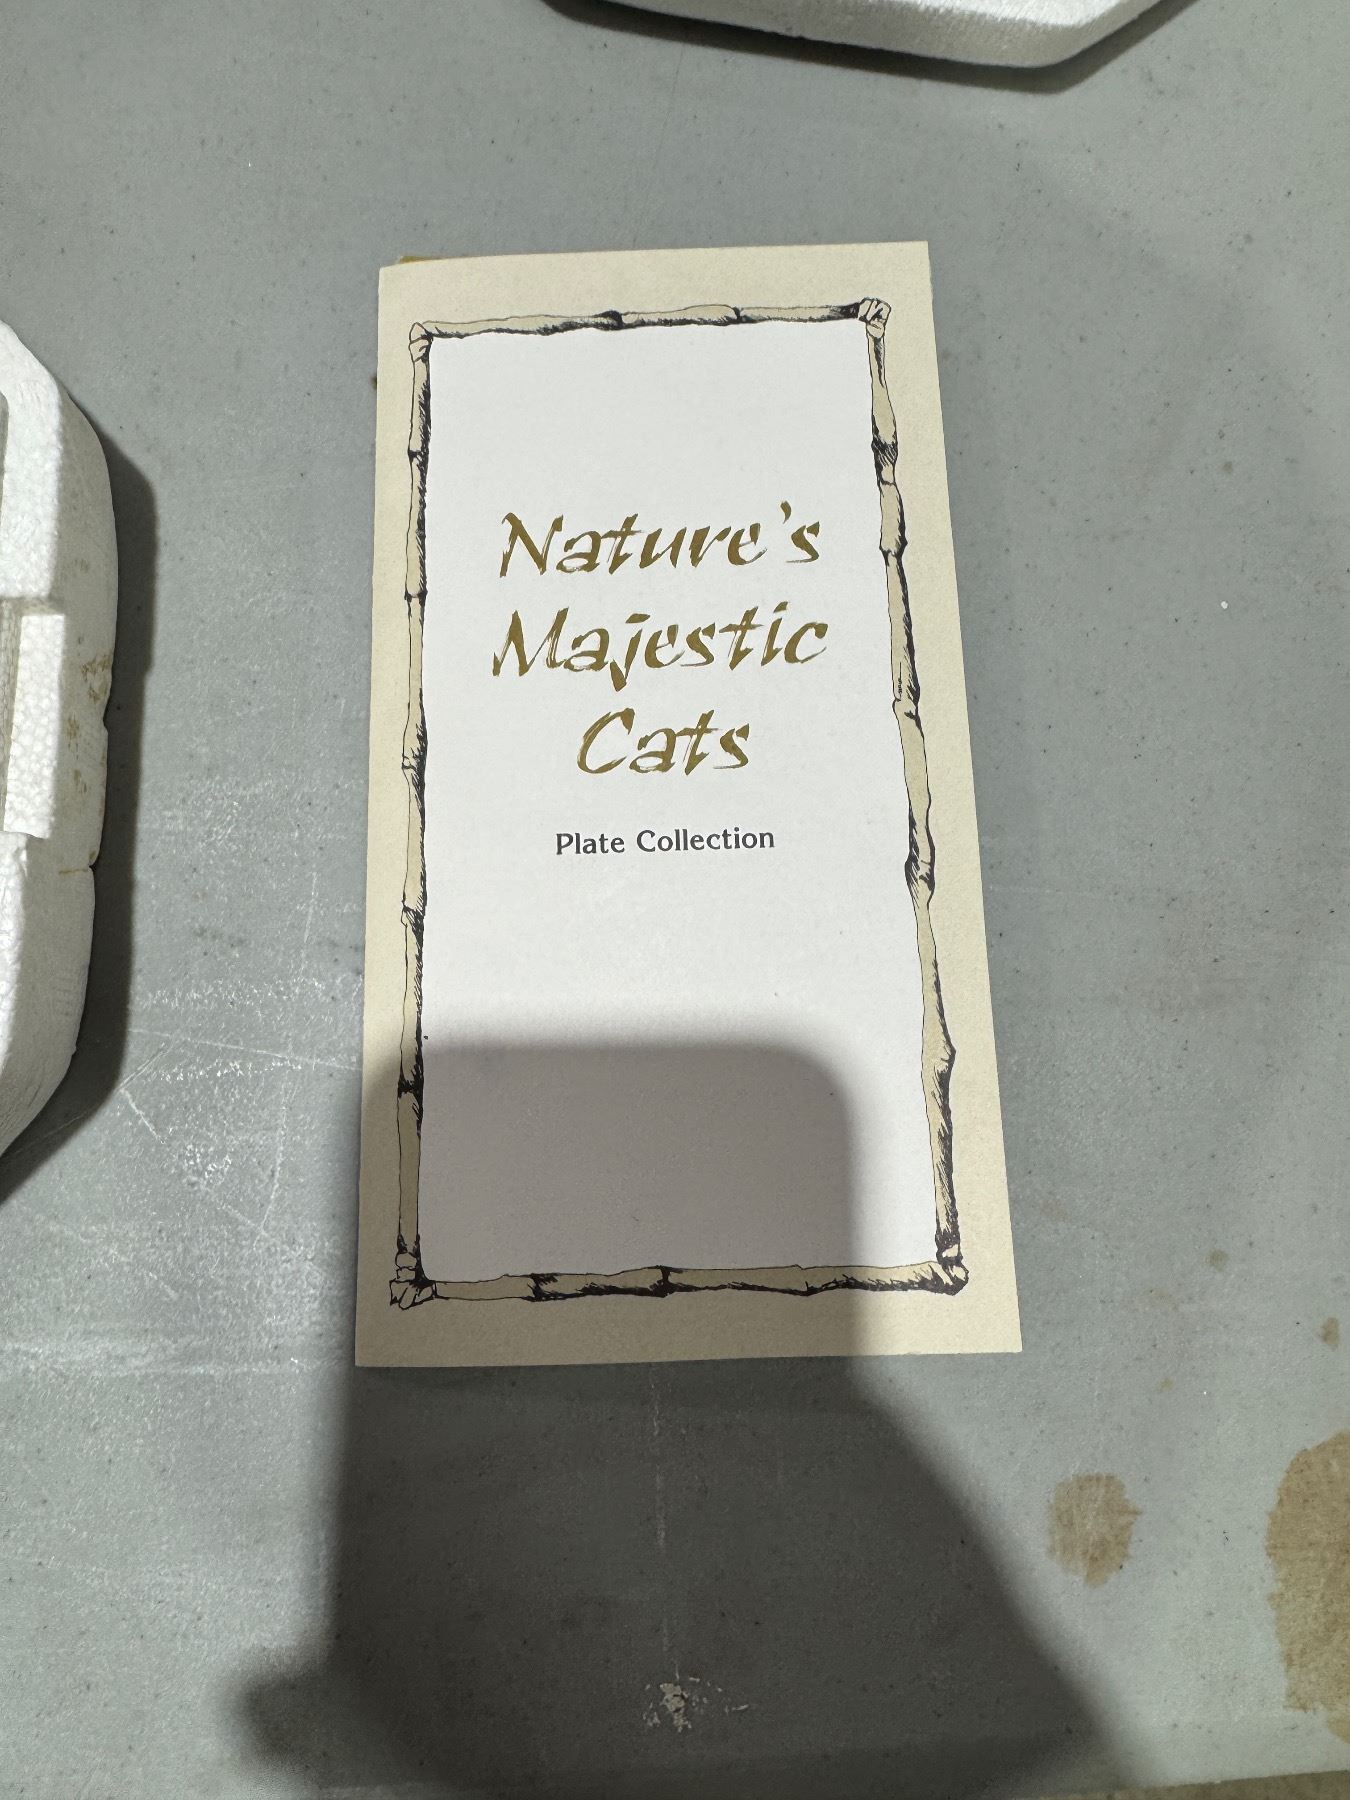 Nature's
Majestic
Cats
Plate Collection